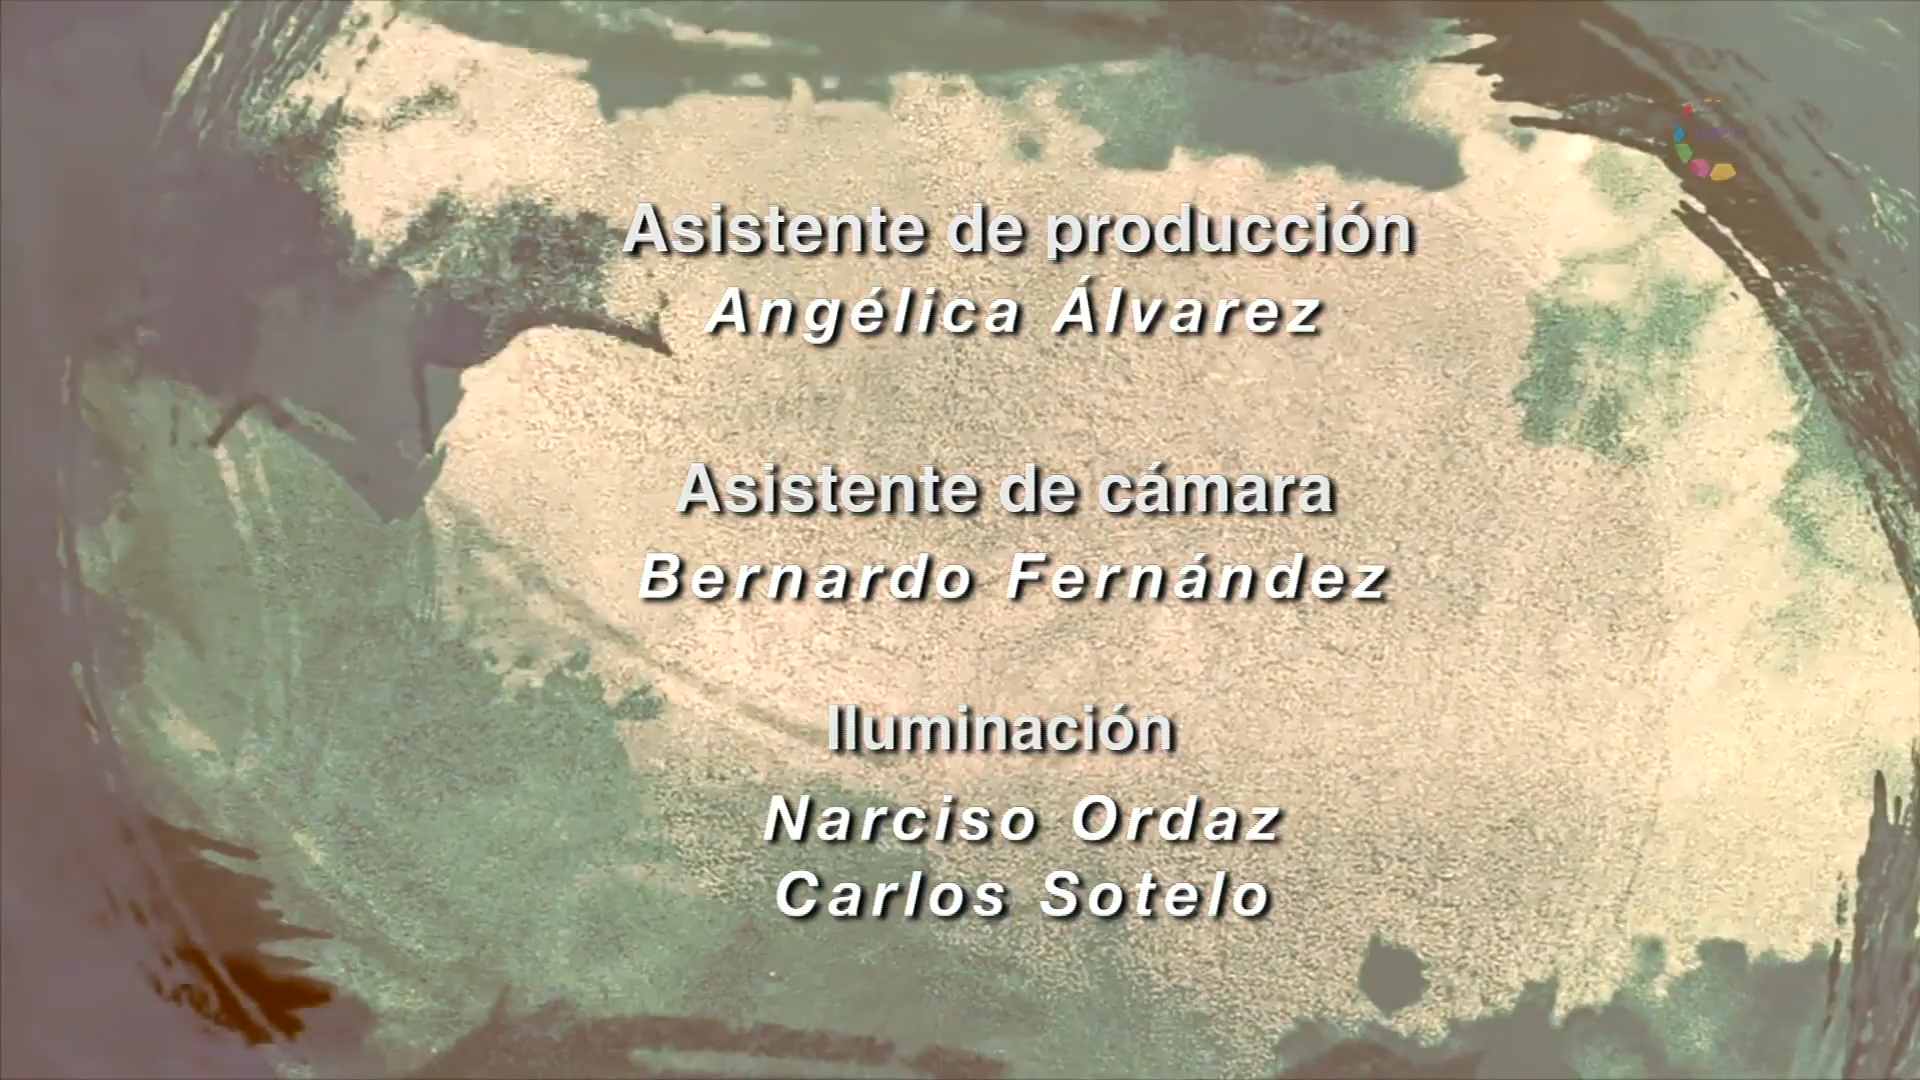 Asistente de producción
Angélica Álvarez
Asistente de cámara
Bernardo Fernández
Iluminación
Narciso Ordaz
Carlos Sotelo